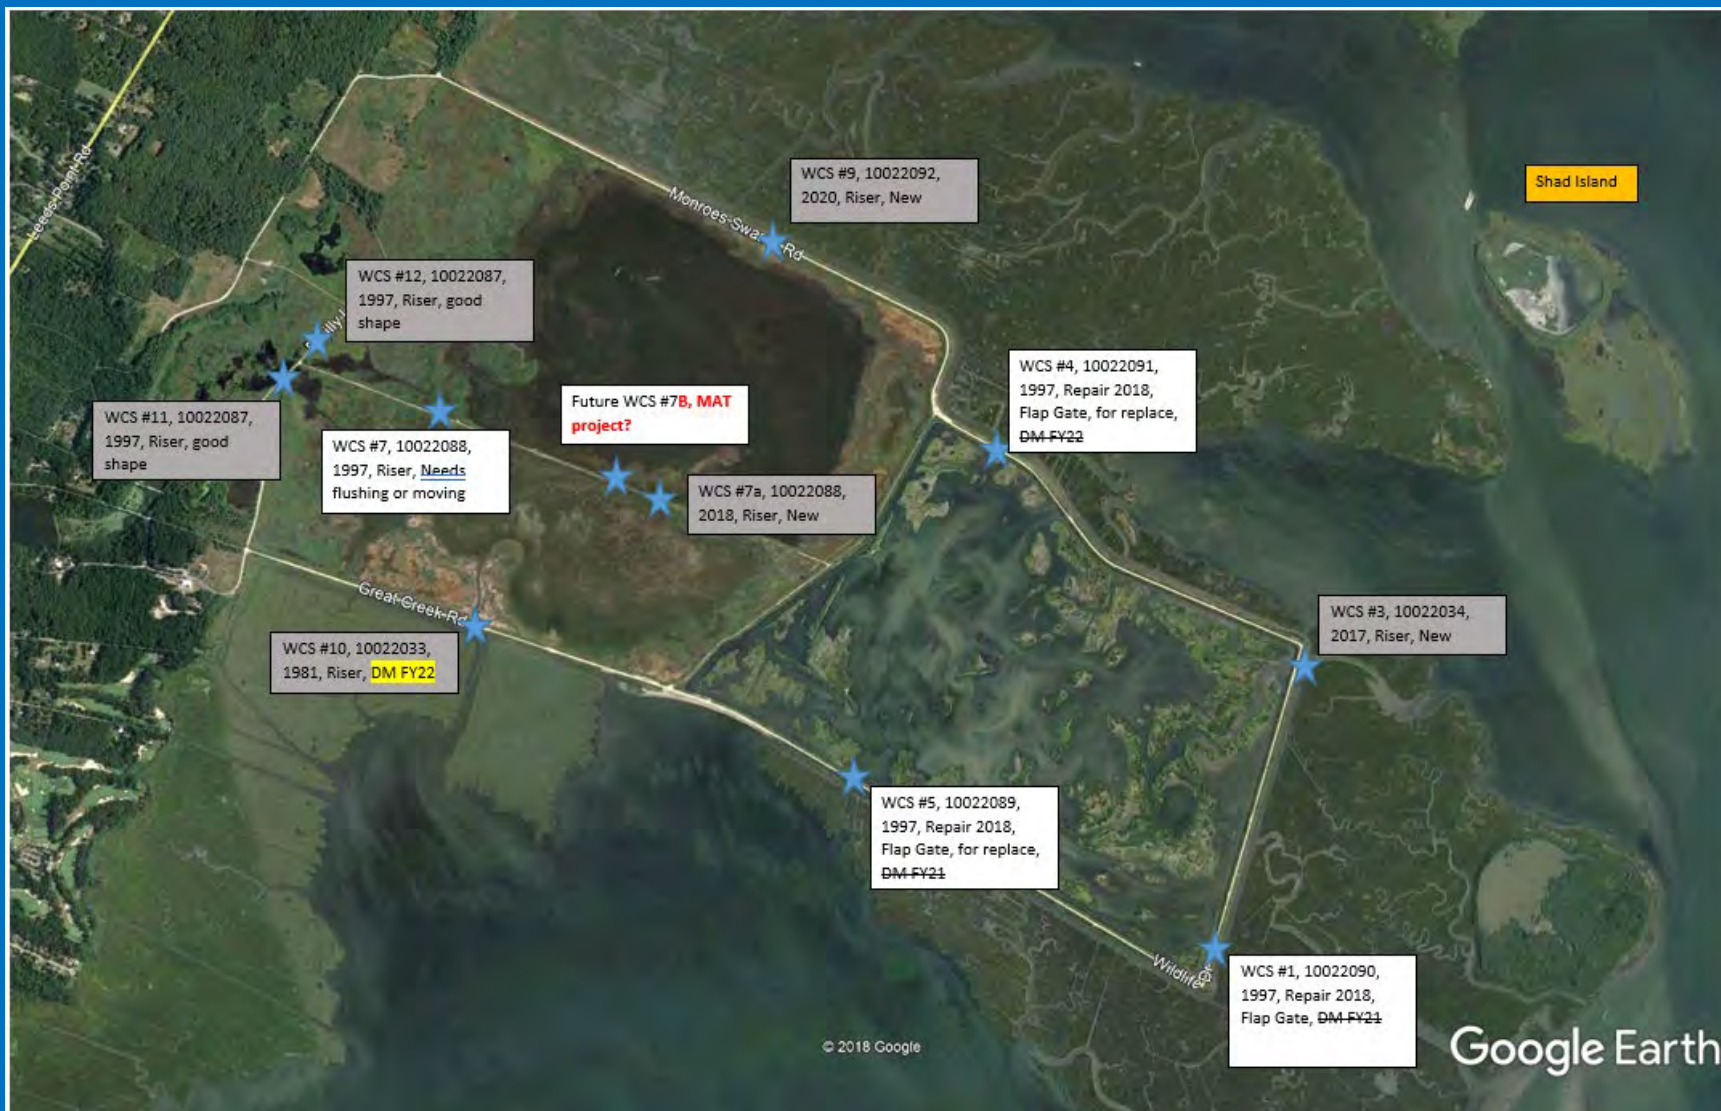 Leeds-Point-Rd
Monroes-Swa
Rd
WCS #9, 10022092,
2020, Riser, New
Shad Island
WCS #12, 10022087,
1997, Riser, good
shape
WCS #11, 10022087,
1997, Riser, good
shape
WCS #7, 10022088,
1997, Riser, Needs
flushing or moving
Future WCS #7B, MAT
project?
WCS #7a, 10022088,
2018, Riser, New
WCS #4, 10022091,
1997, Repair 2018,
Flap Gate, for replace,
DM FY22
WCS #3, 10022034,
2017, Riser, New
Great-Creek-Rd
WCS #10, 10022033,
1981, Riser, DM FY22
WCS #5, 10022089,
1997, Repair 2018,
Flap Gate, for replace,
DM FY21
Wildlife-Dr
WCS #1, 10022090,
1997, Repair 2018,
Flap Gate, DM FY21
© 2018 Google
Google Earth